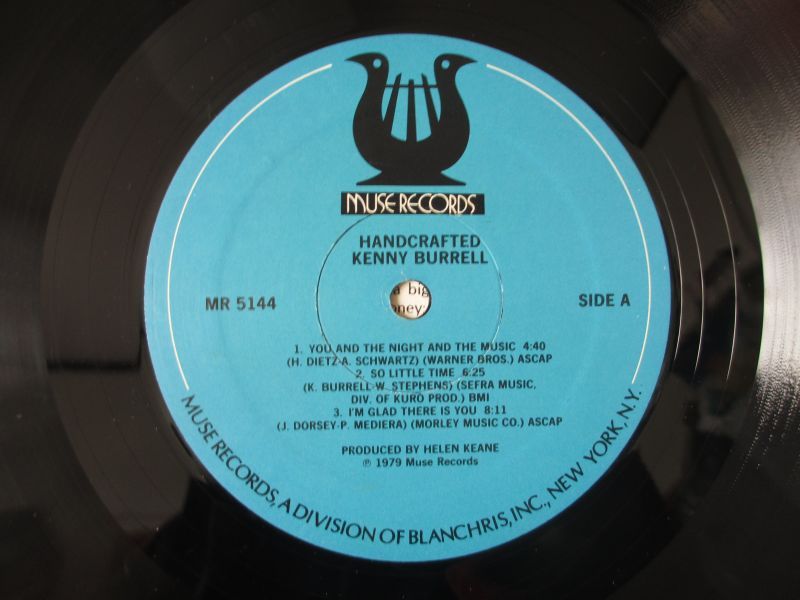 MUSE RECORDS
HANDCRAFTED
KENNY BURRELL
a big
oney
MR 5144
SIDE A
1. YOU AND THE NIGHT AND THE MUSIC 4:40
(H. DIETZ-A. SCHWARTZ) (WARNER BROS.) ASCAP
2. SO LITTLE TIME 6:25
(K. BURRELL-W. STEPHENS) (SEFRA MUSIC,
DIV. OF KURO PROD.) BMI
3. I'M GLAD THERE IS YOU 8:11
(J. DORSEY-P. MEDIERA) (MORLEY MUSIC CO.) ASCAP
PRODUCED BY HELEN KEANE
℗ 1979 Muse Records
MUSE RECORDS, A DIVISION OF BLANCHRIS, INC., NEW YORK, N.Y.